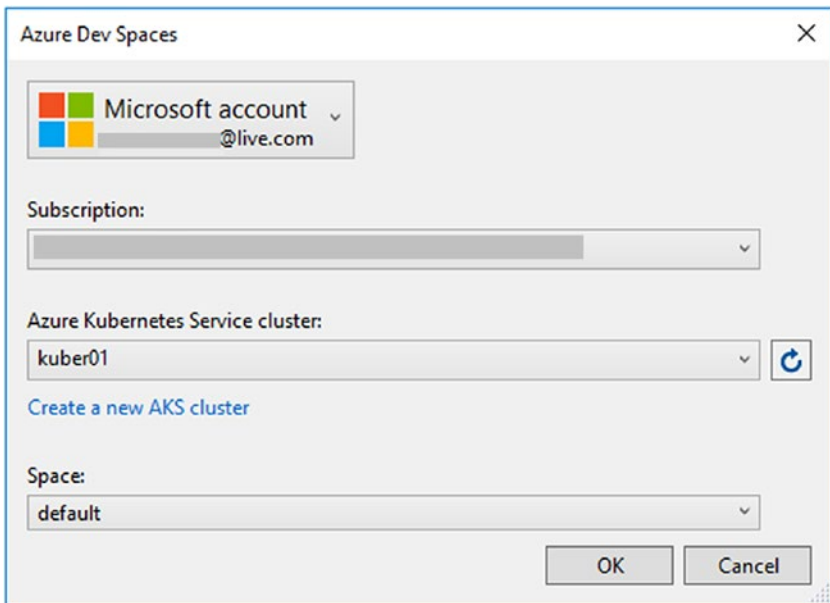 Azure Dev Spaces
Microsoft account
@live.com
Subscription:
Azure Kubernetes Service cluster:
kuber01
Create a new AKS cluster
Space:
default
OK
Cancel